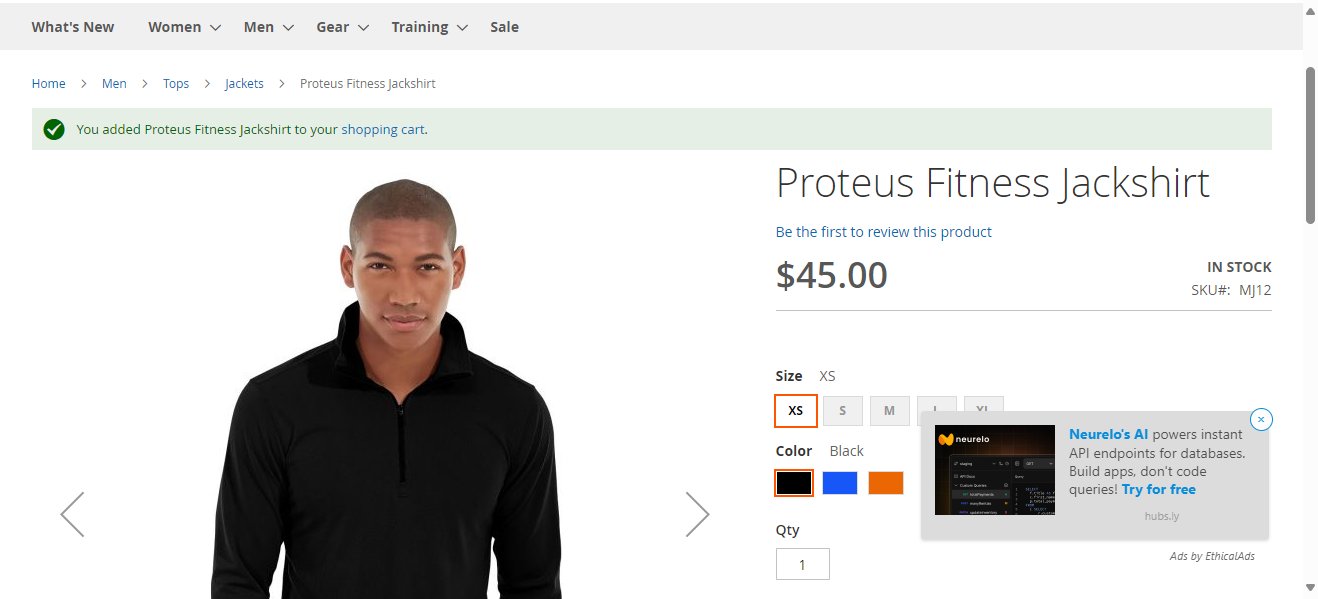 What's New Women Men Gear Training Sale
Home > Men > Tops > Jackets > Proteus Fitness Jackshirt
You added Proteus Fitness Jackshirt to your shopping cart.
Proteus Fitness Jackshirt
Be the first to review this product
$45.00
IN STOCK
SKU#: MJ12
Size XS
XS S M L XL
Color Black
Qty
1
neurelo
Neurelo's AI powers instant
API endpoints for databases.
Build apps, don't code
queries! Try for free
hubs.ly
Ads by EthicalAds